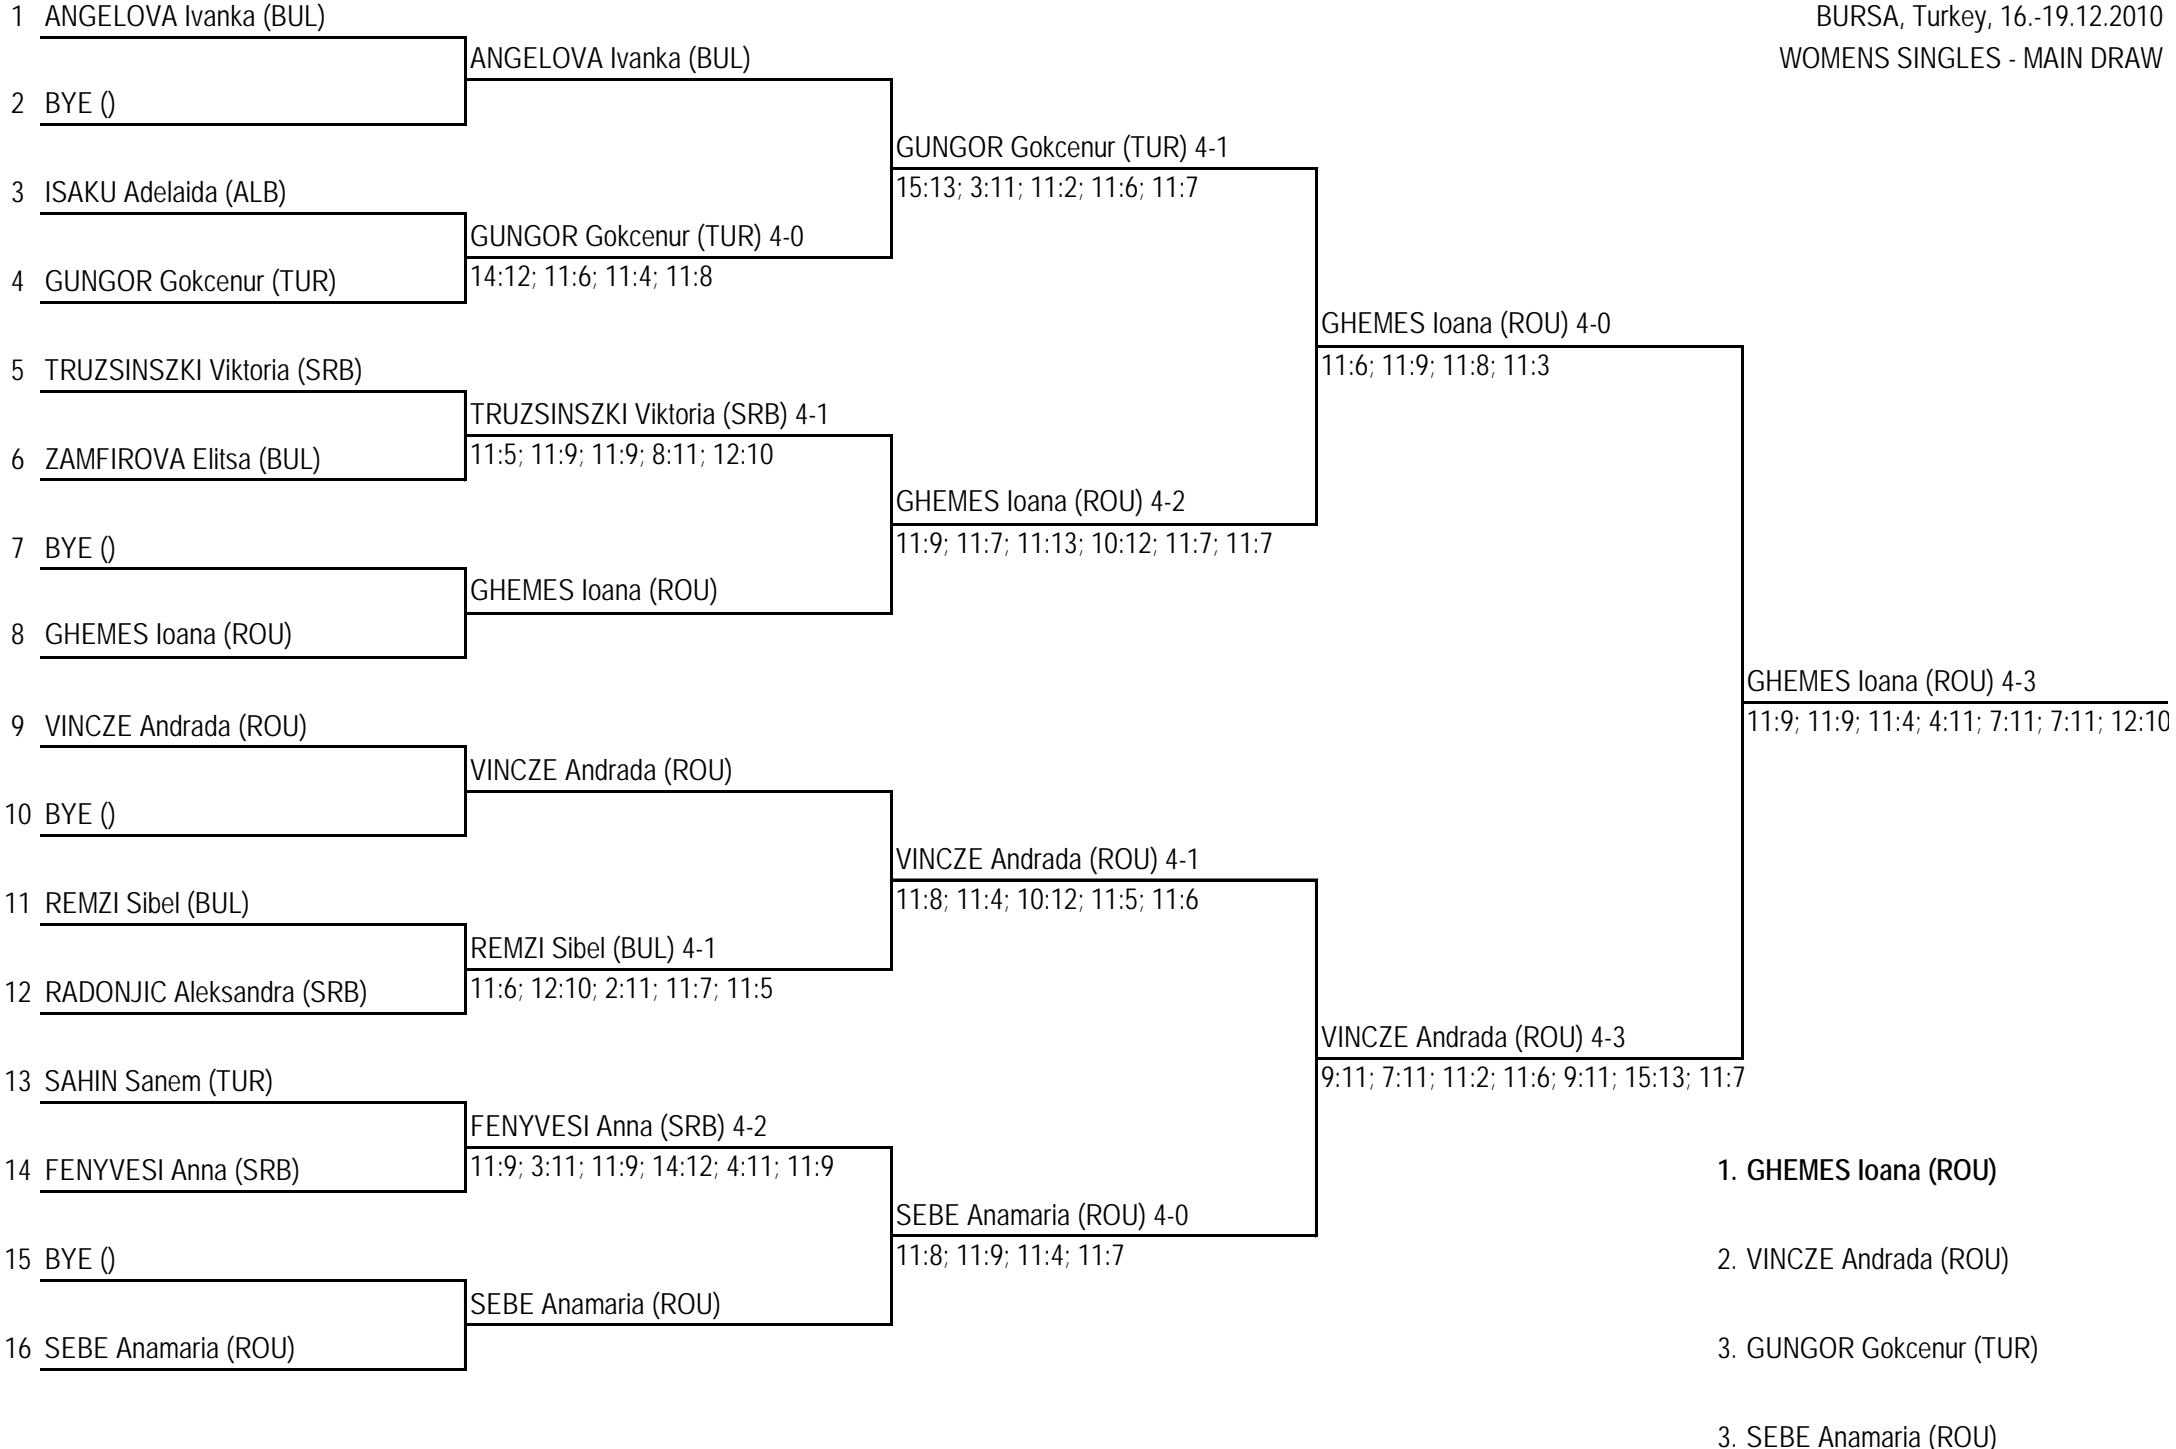 BURSA, Turkey, 16.-19.12.2010
WOMENS SINGLES - MAIN DRAW
1 ANGELOVA Ivanka (BUL)
2 BYE ()
3 ISAKU Adelaida (ALB)
4 GUNGOR Gokcenur (TUR)
5 TRUZSINSZKI Viktoria (SRB)
6 ZAMFIROVA Elitsa (BUL)
7 BYE ()
8 GHEMES Ioana (ROU)
9 VINCZE Andrada (ROU)
10 BYE ()
11 REMZI Sibel (BUL)
12 RADONJIC Aleksandra (SRB)
13 SAHIN Sanem (TUR)
14 FENYVESI Anna (SRB)
15 BYE ()
16 SEBE Anamaria (ROU)
ANGELOVA Ivanka (BUL)
GUNGOR Gokcenur (TUR) 4-0
14:12; 11:6; 11:4; 11:8
TRUZSINSZKI Viktoria (SRB) 4-1
11:5; 11:9; 11:9; 8:11; 12:10
GHEMES Ioana (ROU)
VINCZE Andrada (ROU)
REMZI Sibel (BUL) 4-1
11:6; 12:10; 2:11; 11:7; 11:5
FENYVESI Anna (SRB) 4-2
11:9; 3:11; 11:9; 14:12; 4:11; 11:9
SEBE Anamaria (ROU)
GUNGOR Gokcenur (TUR) 4-1
15:13; 3:11; 11:2; 11:6; 11:7
GHEMES Ioana (ROU) 4-2
11:9; 11:7; 11:13; 10:12; 11:7; 11:7
VINCZE Andrada (ROU) 4-1
11:8; 11:4; 10:12; 11:5; 11:6
SEBE Anamaria (ROU) 4-0
11:8; 11:9; 11:4; 11:7
GHEMES Ioana (ROU) 4-0
11:6; 11:9; 11:8; 11:3
VINCZE Andrada (ROU) 4-3
9:11; 7:11; 11:2; 11:6; 9:11; 15:13; 11:7
GHEMES Ioana (ROU) 4-3
11:9; 11:9; 11:4; 4:11; 7:11; 7:11; 12:10
1. GHEMES Ioana (ROU)
2. VINCZE Andrada (ROU)
3. GUNGOR Gokcenur (TUR)
3. SEBE Anamaria (ROU)